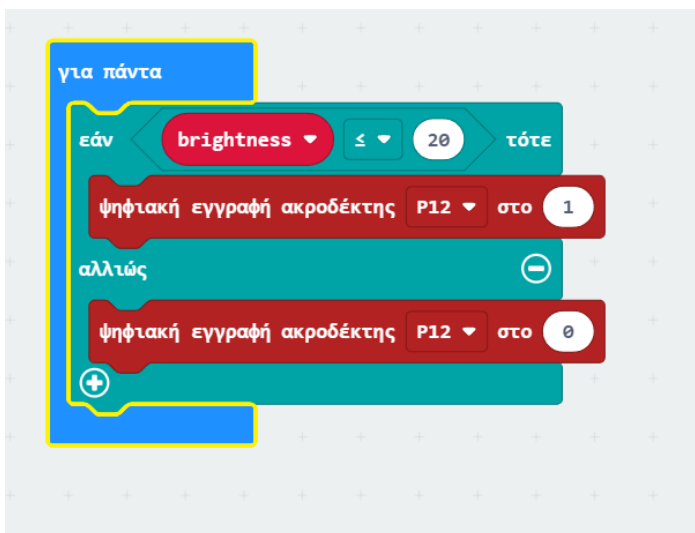 για πάντα
εάν brightness ≤ 20 τότε
ψηφιακή εγγραφή ακροδέκτης P12 στο 1
αλλιώς
ψηφιακή εγγραφή ακροδέκτης P12 στο 0